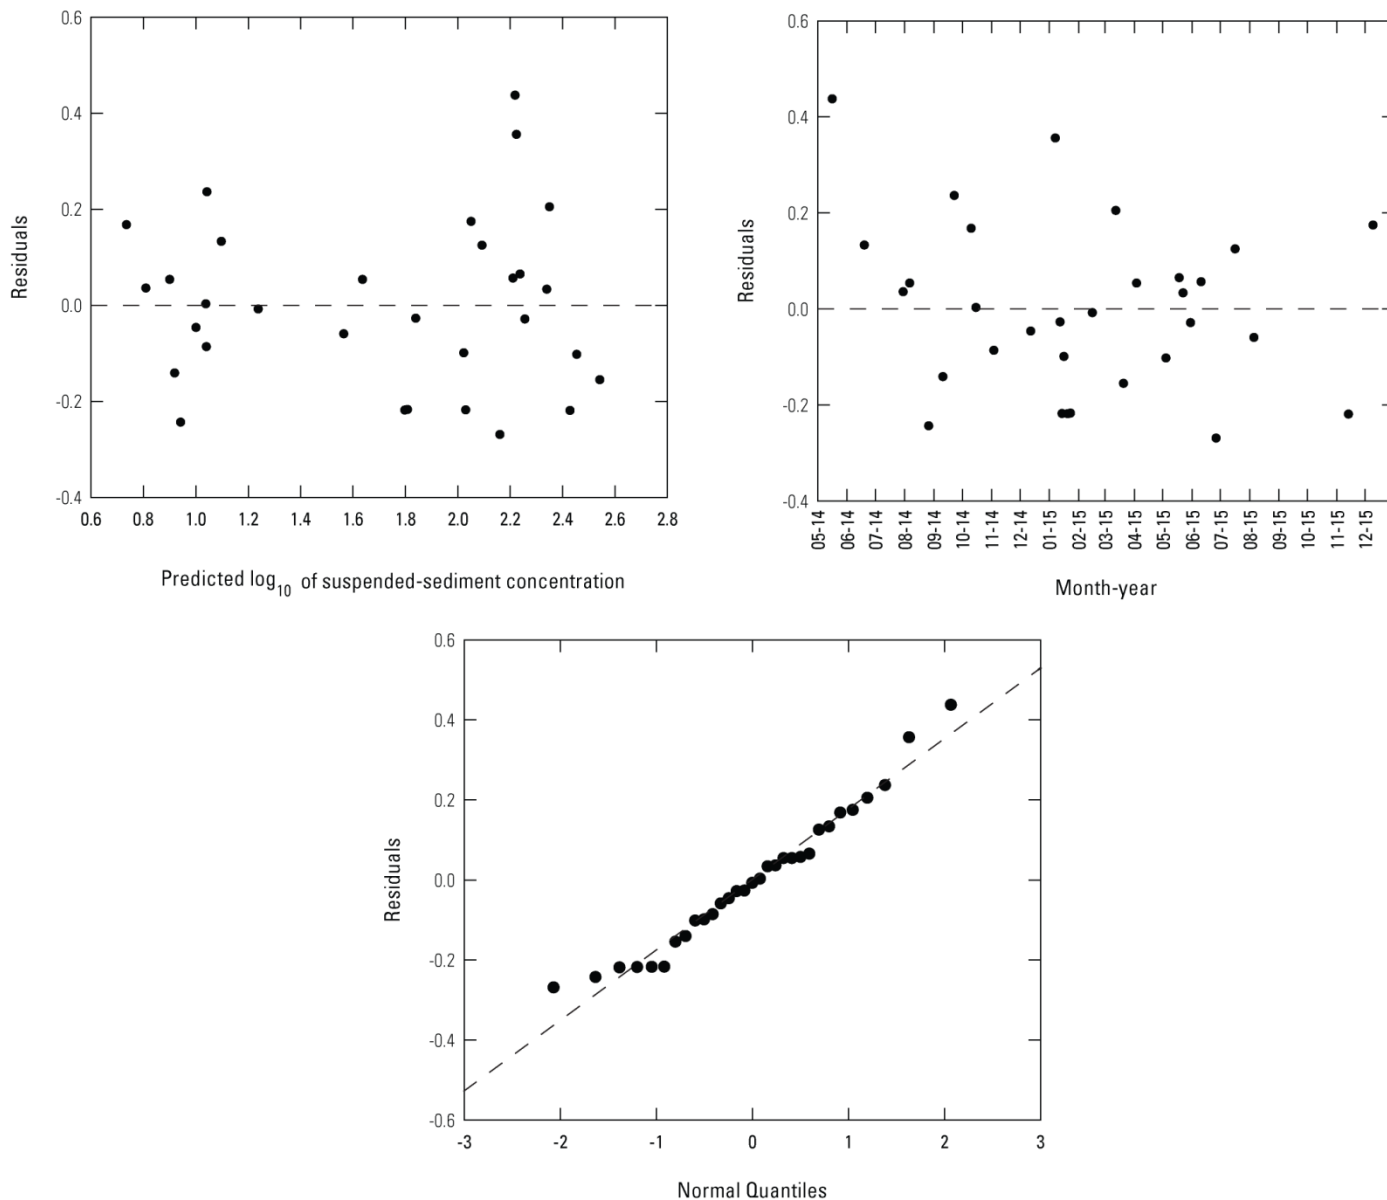 0.6
0.4
0.2
0.0
-0.2
-0.4
Residuals
0.6 0.8 1.0 1.2 1.4 1.6 1.8 2.0 2.2 2.4 2.6 2.8
Predicted log10 of suspended-sediment concentration
0.6
0.4
0.2
0.0
-0.2
-0.4
Residuals
05-14 06-14 07-14 08-14 09-14 10-14 11-14 12-14 01-15 02-15 03-15 04-15 05-15 06-15 07-15 08-15 09-15 10-15 11-15 12-15
Month-year
0.6
0.4
0.2
0.0
-0.2
-0.4
-0.6
Residuals
-3 -2 -1 0 1 2 3
Normal Quantiles